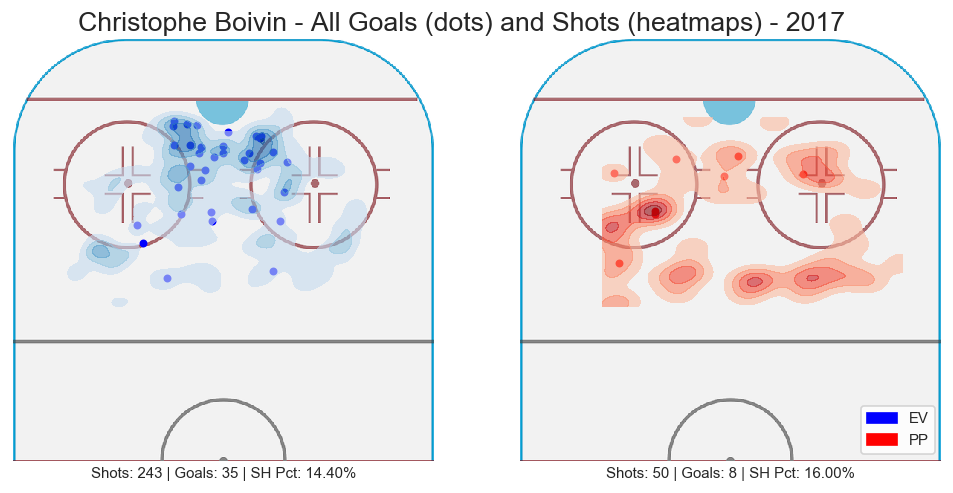 Christophe Boivin - All Goals (dots) and Shots (heatmaps) - 2017
EV
PP
Shots: 243 | Goals: 35 | SH Pct: 14.40%
Shots: 50 | Goals: 8 | SH Pct: 16.00%